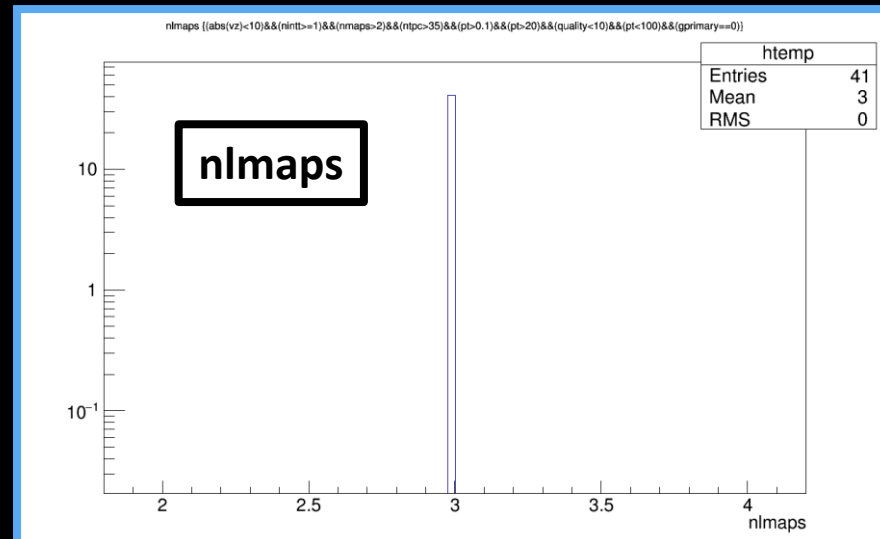 nlmaps {(abs(vz)<10)&&(nintt>=1)&&(nmaps>2)&&(ntpc>35)&&(pt>0.1)&&(pt>20)&&(quality<10)&&(pt<100)&&(gprimary==0)}
htemp
Entries 41
Mean 3
RMS 0
nlmaps
10
1
10⁻¹
2 2.5 3 3.5 4
nlmaps